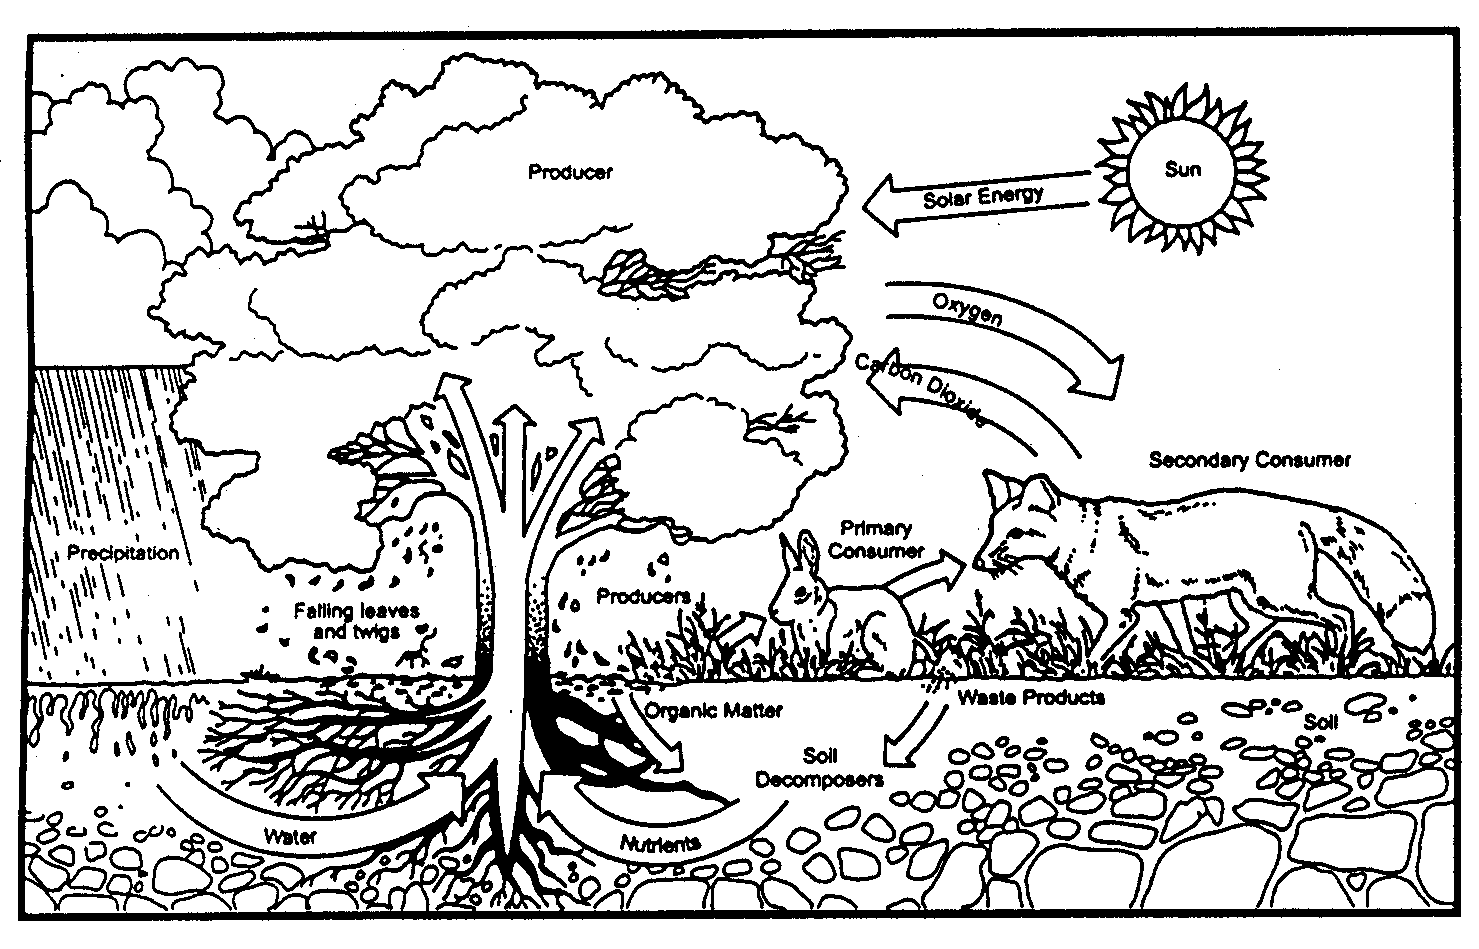 Producer
Sun
Solar Energy
Oxygen
Carbon Dioxide
Secondary Consumer
Primary
Consumer
Precipitation
Falling leaves
and twigs
Producers
Organic Matter
Waste Products
Soil
Soil
Decomposers
Water
Nutrients